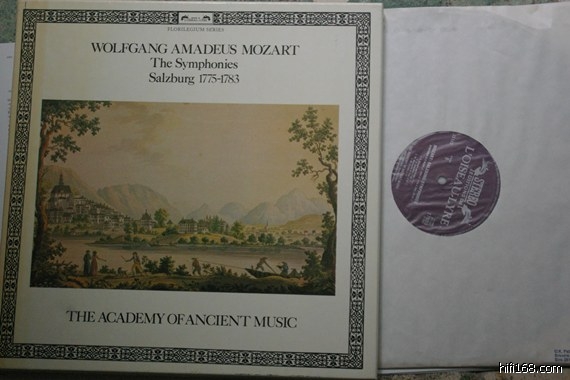 FLORILEGIUM SERIES
WOLFGANG AMADEUS MOZART
The Symphonies
Salzburg 1775-1783
THE ACADEMY OF ANCIENT MUSIC
STEREO
L'OISEAU-LYRE
hifi168.com